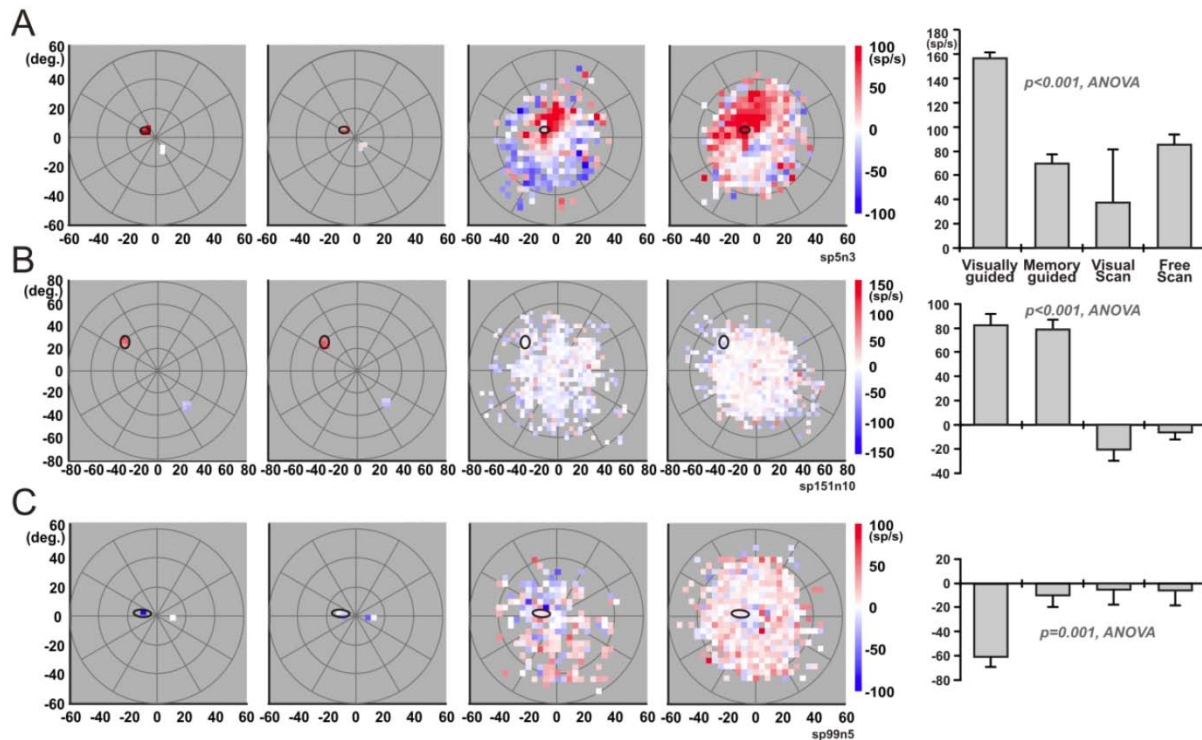 A
(deg.)
60
40
20
0
-20
-40
-60
-60 -40 -20 0 20 40 60
-60 -40 -20 0 20 40 60
-60 -40 -20 0 20 40 60
-60 -40 -20 0 20 40 60
100
(sp/s)
50
0
-50
-100
sp5n3
180
(sp/s)
160
140
120
100
80
60
40
20
0
p<0.001, ANOVA
Visually guided
Memory guided
Visual Scan
Free Scan
B
80
(deg.)
60
40
20
0
-20
-40
-60
-80
-80 -60 -40 -20 0 20 40 60 80
-80 -60 -40 -20 0 20 40 60 80
-80 -60 -40 -20 0 20 40 60 80
-80 -60 -40 -20 0 20 40 60 80
150
(sp/s)
100
50
0
-50
-100
-150
sp151n10
100
80
60
40
20
0
-20
-40
p<0.001, ANOVA
C
60
(deg.)
40
20
0
-20
-40
-60
-60 -40 -20 0 20 40 60
-60 -40 -20 0 20 40 60
-60 -40 -20 0 20 40 60
-60 -40 -20 0 20 40 60
100
(sp/s)
50
0
-50
-100
sp99n5
20
0
-20
-40
-60
-80
p=0.001, ANOVA